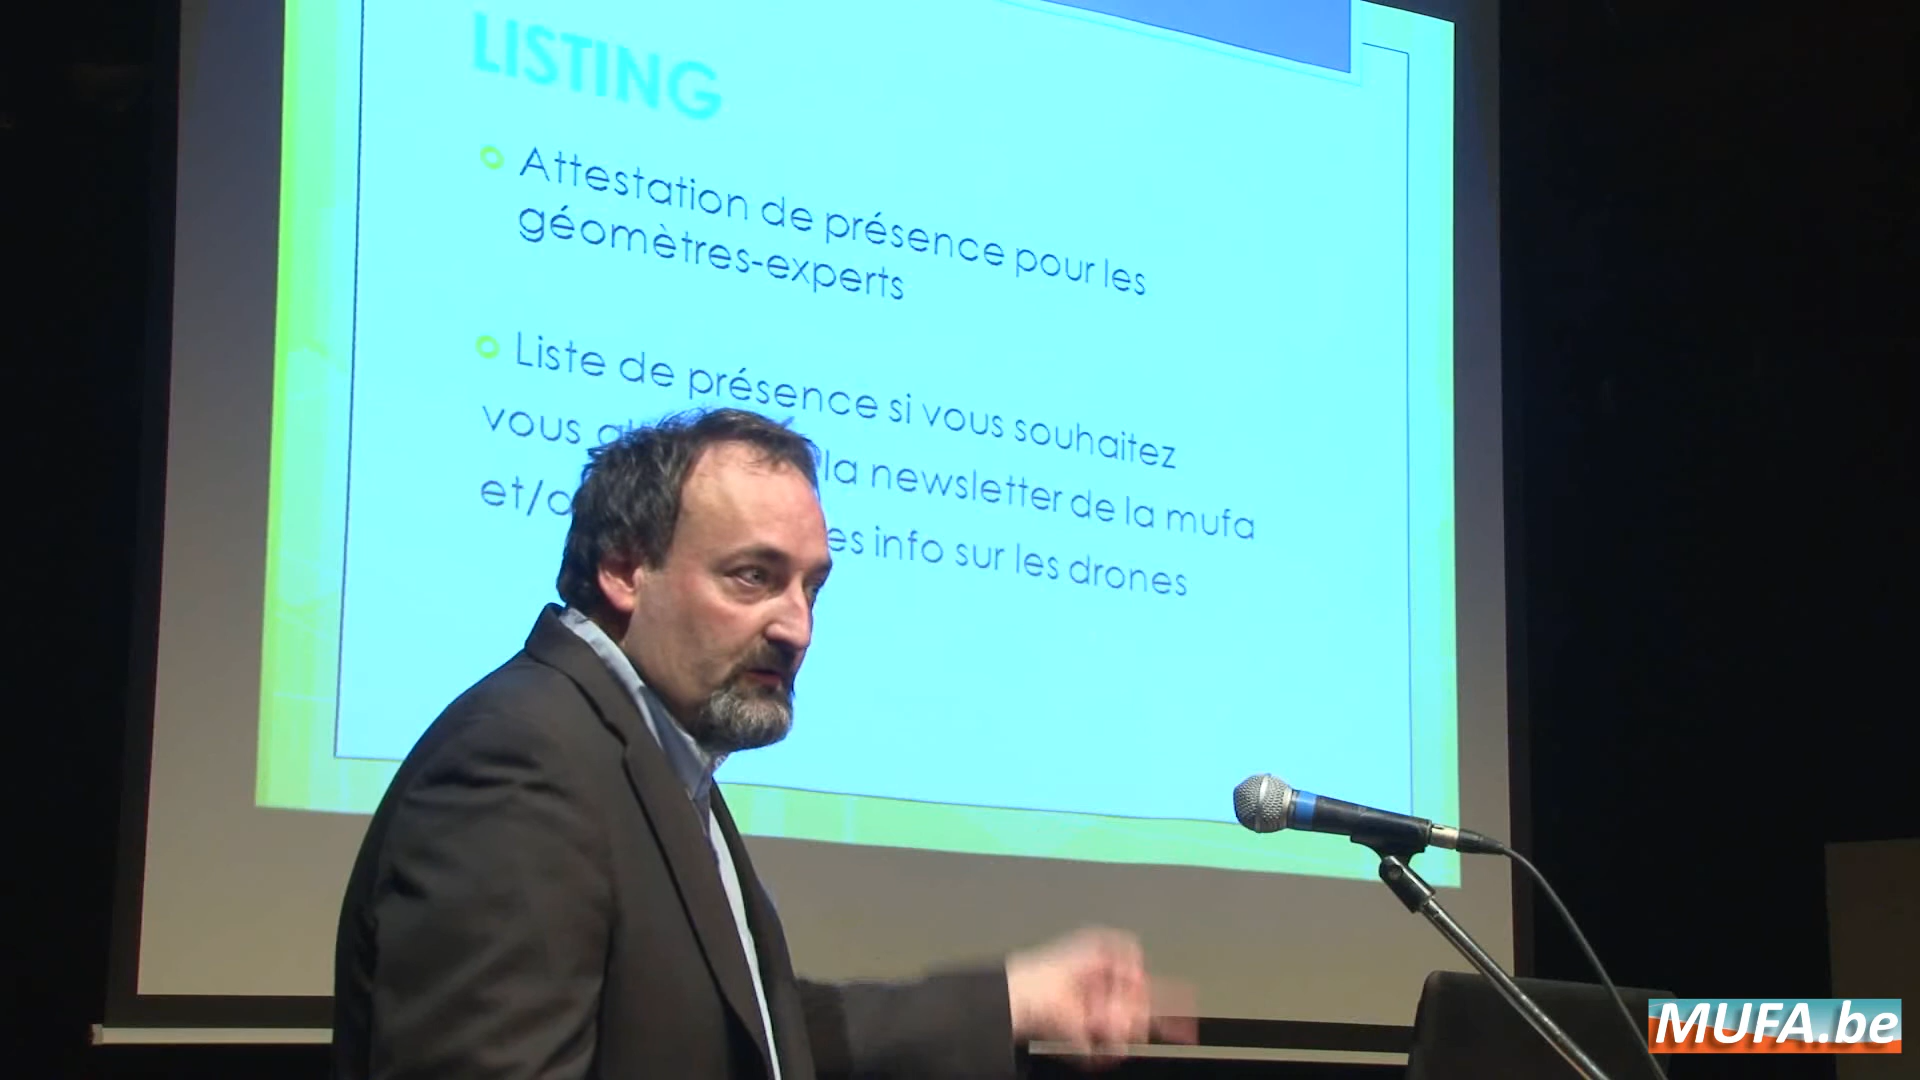 LISTING
Attestation de présence pour les
géomètres-experts
Liste de présence si vous souhaitez
vous la newsletter de la mufa
et/ info sur les drones
MUFA.be